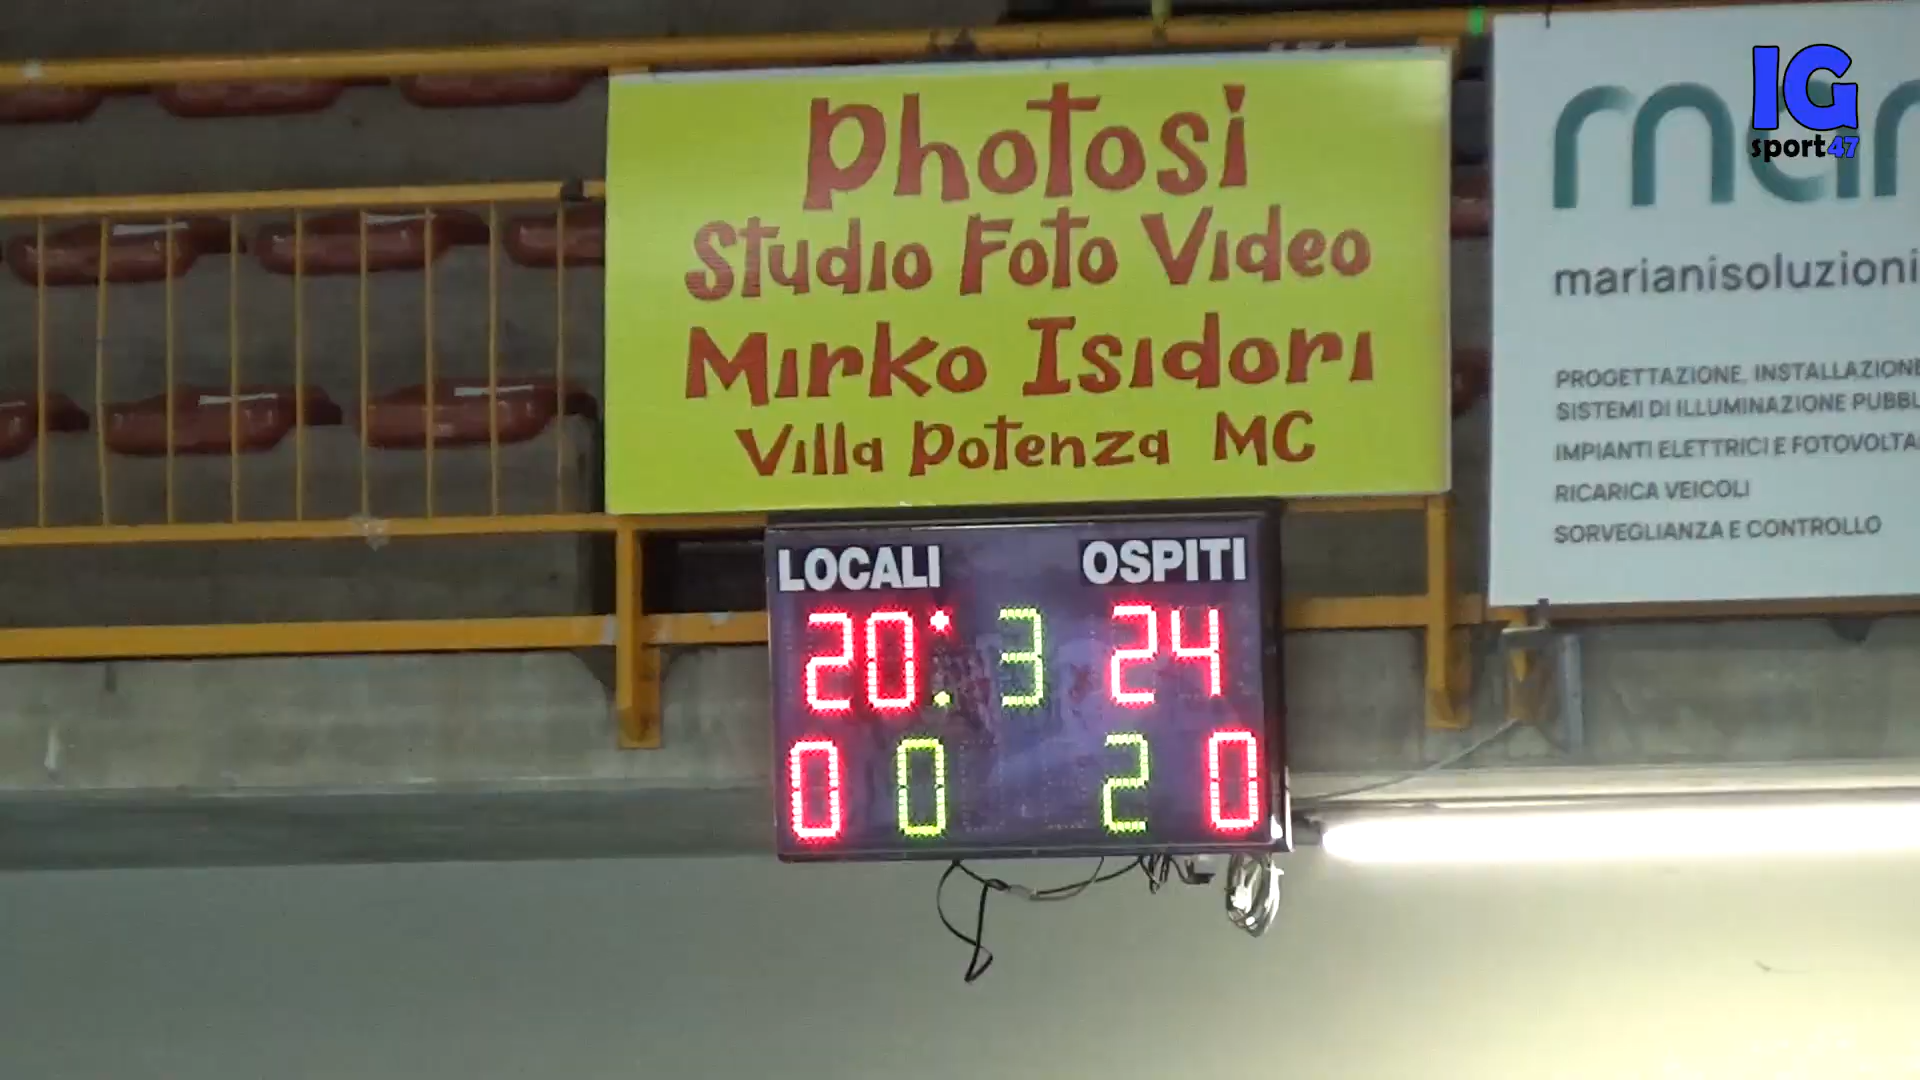 Photosi
Studio Foto Video
Mirko Isidori
Villa Potenza MC
IG
sport47
marianisoluzioni
PROGETTAZIONE, INSTALLAZIONE
SISTEMI DI ILLUMINAZIONE PUBBL
IMPIANTI ELETTRICI E FOTOVOLTA
RICARICA VEICOLI
SORVEGLIANZA E CONTROLLO
LOCALI OSPITI
20 3 24
0 0 2 0